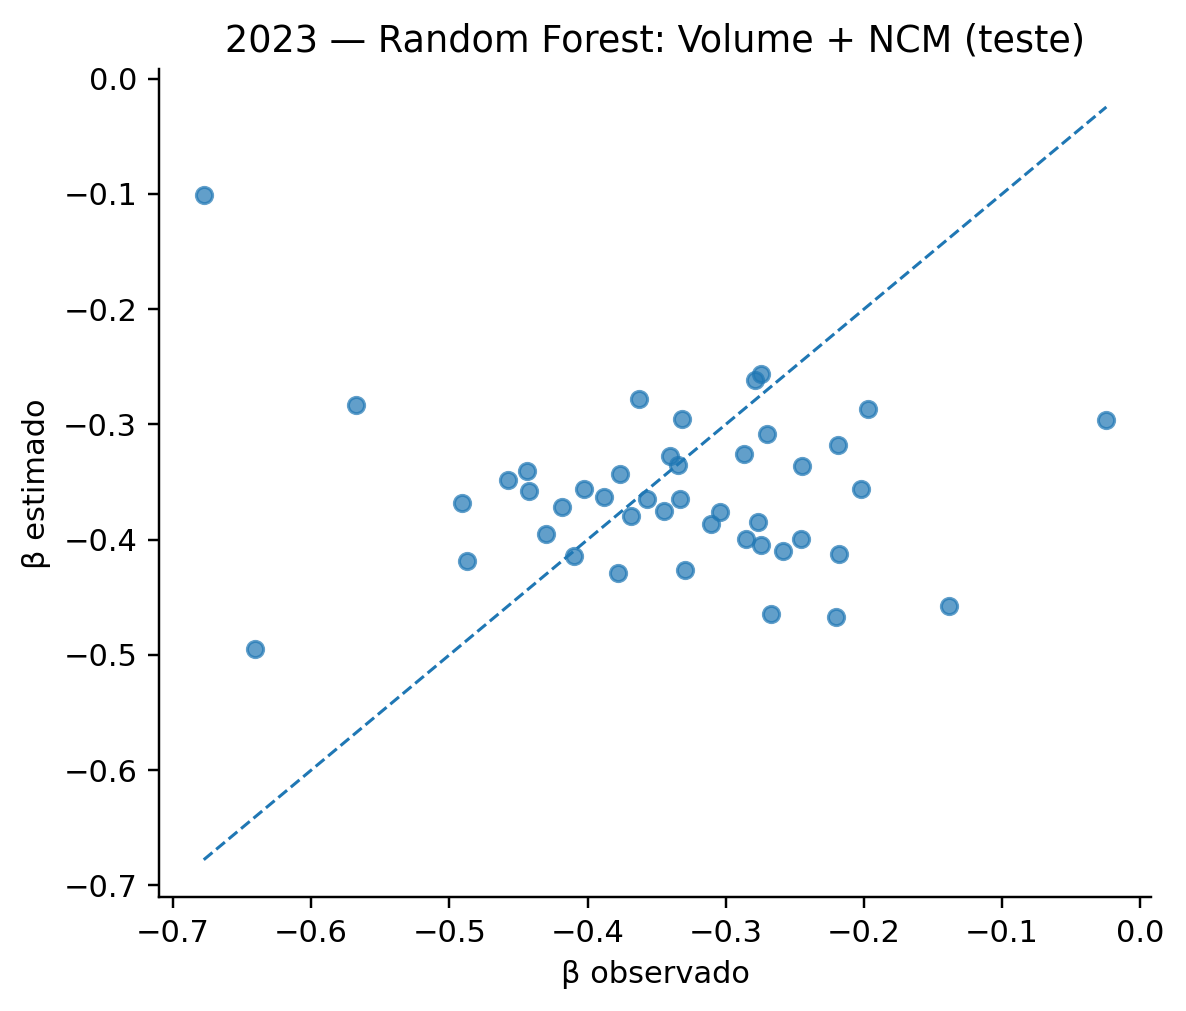 2023 — Random Forest: Volume + NCM (teste)
0.0
−0.1
−0.2
−0.3
−0.4
−0.5
−0.6
−0.7
β estimado
−0.7 −0.6 −0.5 −0.4 −0.3 −0.2 −0.1 0.0
β observado